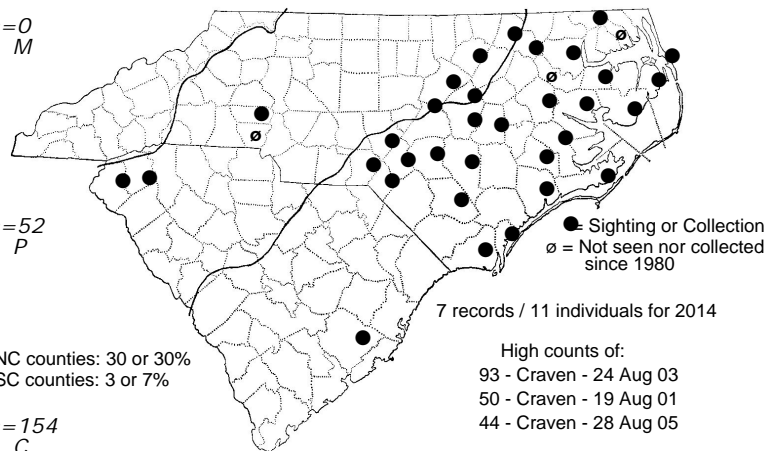 =0
M
=52
P
● = Sighting or Collection
ø = Not seen nor collected
since 1980
7 records / 11 individuals for 2014
NC counties: 30 or 30%
SC counties: 3 or 7%
High counts of:
93 - Craven - 24 Aug 03
50 - Craven - 19 Aug 01
44 - Craven - 28 Aug 05
=154
C